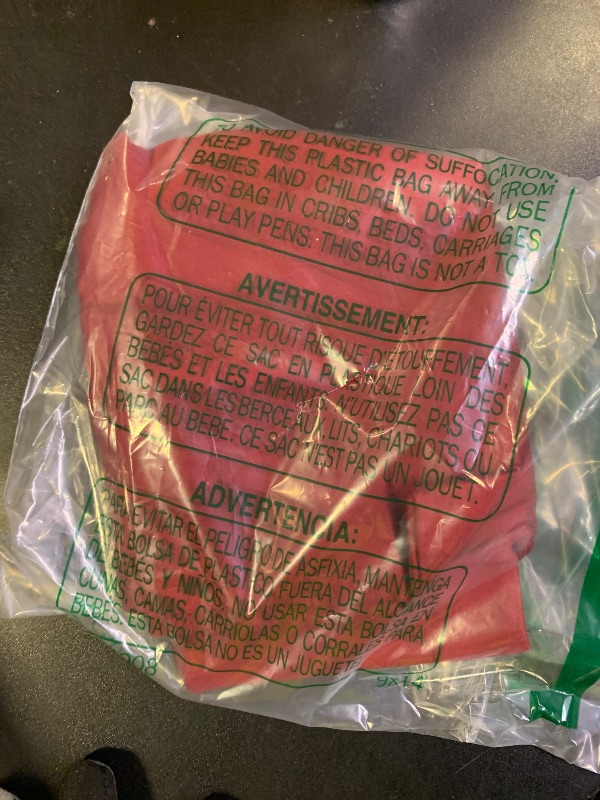 TO AVOID DANGER OF SUFFOCATION,
KEEP THIS PLASTIC BAG AWAY FROM
BABIES AND CHILDREN. DO NOT USE
THIS BAG IN CRIBS, BEDS, CARRIAGES
OR PLAY PENS. THIS BAG IS NOT A TOY.
AVERTISSEMENT:
POUR ÉVITER TOUT RISQUE D'ÉTOUFFEMENT,
GARDEZ CE SAC EN PLASTIQUE LOIN DES
BÉBÉS ET LES ENFANTS. N'UTILISEZ PAS CE
SAC DANS LES BERCEAUX, LITS, CHARIOTS OU
PARC AU BEBE. CE SAC N'EST PAS UN JOUET.
ADVERTENCIA:
PARA EVITAR EL PELIGRO DE ASFIXIA, MANTENGA
ESTA BOLSA DE PLASTICO FUERA DEL ALCANCE
DE BEBÉS Y NIÑOS. NO USAR ESTA BOLSA EN
CUNAS, CAMAS, CARRIOLAS O CORRALES PARA
BEBES. ESTA BOLSA NO ES UN JUGUETE.
9x14